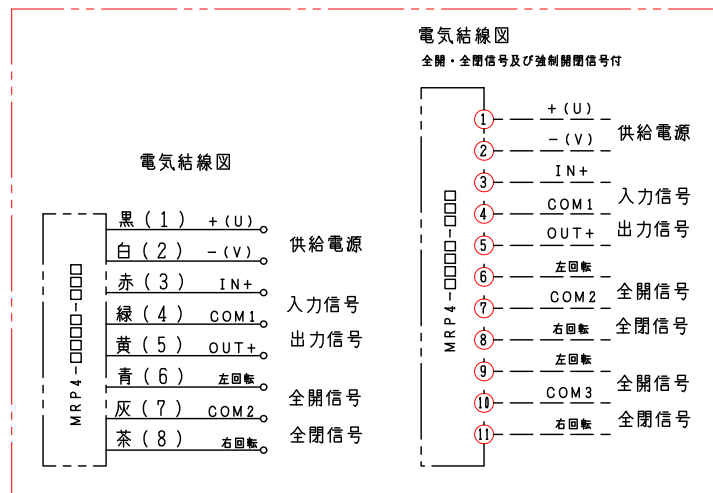 電気結線図
黒(1) +(U)
白(2) -(V)
供給電源
赤(3) IN+
入力信号
緑(4) COM1
黄(5) OUT+
出力信号
青(6) 左回転
全開信号
灰(7) COM2
茶(8) 右回転
全閉信号
MRP4-□□□□-□□□
電気結線図
全開・全閉信号及び強制開閉信号付
① +(U)
② -(V)
供給電源
③ IN+
入力信号
④ COM1
⑤ OUT+
出力信号
⑥ 左回転
全開信号
⑦ COM2
⑧ 右回転
全閉信号
⑨ 左回転
全開信号
⑩ COM3
⑪ 右回転
全閉信号
MRP4-□□□□-□□□